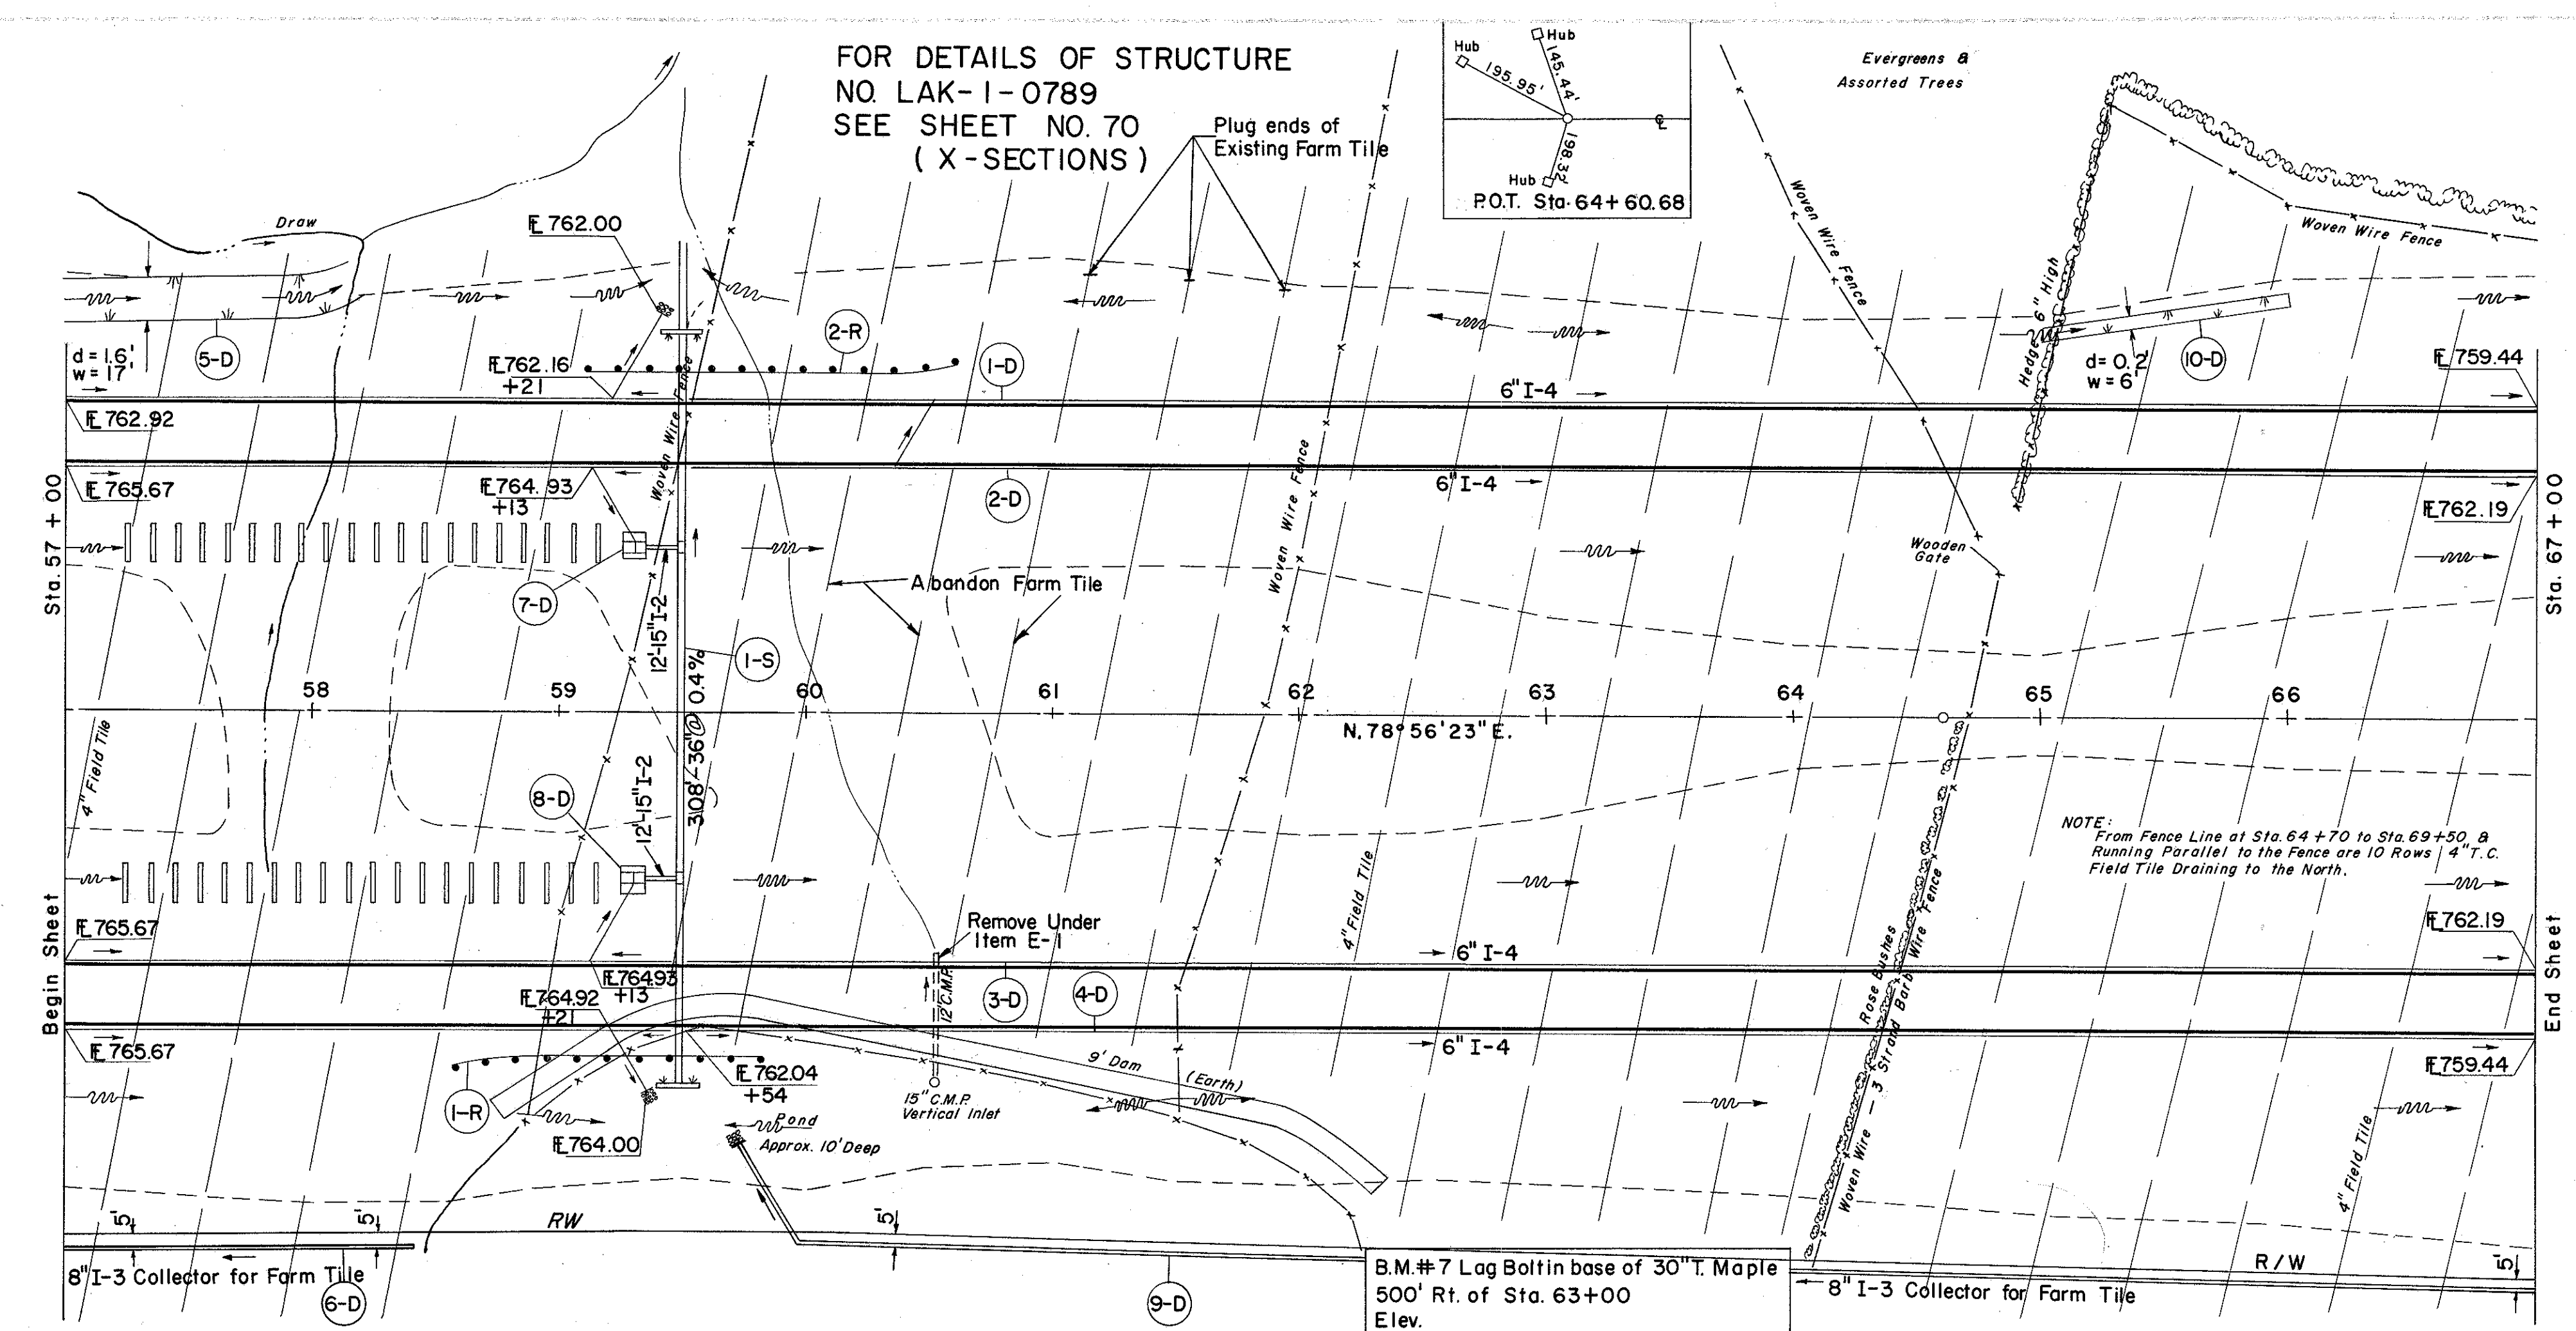 FOR DETAILS OF STRUCTURE
NO. LAK-1-0789
SEE SHEET NO. 70
( X-SECTIONS )
Plug ends of
Existing Farm Tile
Hub
Hub
195.95'
145.44'
198.32'
Hub
℄
P.O.T. Sta. 64+60.68
Evergreens &
Assorted Trees
Draw
FL 762.00
Woven Wire Fence
Woven Wire Fence
Hedge 2'6" High
d=1.6'
w=17'
5-D
FL 762.16
+21
2-R
1-D
6" I-4
d=0.2'
w=6'
10-D
FL 759.44
FL 762.92
Woven Wire Fence
FL 765.67
FL 764.93
+13
2-D
6" I-4
Woven Wire Fence
FL 762.19
Sta. 57+00
Sta. 67+00
Wooden
Gate
7-D
12'-15" I-2
Abandon Farm Tile
1-S
58
59
60
61
62
63
64
65
66
N. 78°56'23" E.
4" Field Tile
308'-36" @ 0.4%
8-D
12'-15" I-2
4" Field Tile
NOTE:
From Fence Line at Sta. 64+70 to Sta. 69+50, &
Running Parallel to the Fence are 10 Rows 4" T.C.
Field Tile Draining to the North.
Begin Sheet
End Sheet
FL 765.67
Remove Under
Item E-1
FL 762.19
6" I-4
FL 764.93
+13
12" C.M.P.
3-D
4-D
Rose Bushes
Woven Wire — 3 Strand Barb Wire Fence
FL 764.92
+21
FL 765.67
6" I-4
9' Dam (Earth)
FL 762.04
+54
FL 759.44
1-R
15" C.M.P.
Vertical Inlet
FL 764.00
Pond
Approx. 10' Deep
4" Field Tile
5'
5'
RW
5'
R/W
5'
8" I-3 Collector for Farm Tile
6-D
9-D
B.M.#7 Lag Bolt in base of 30" T. Maple
500' Rt. of Sta. 63+00
Elev.
8" I-3 Collector for Farm Tile